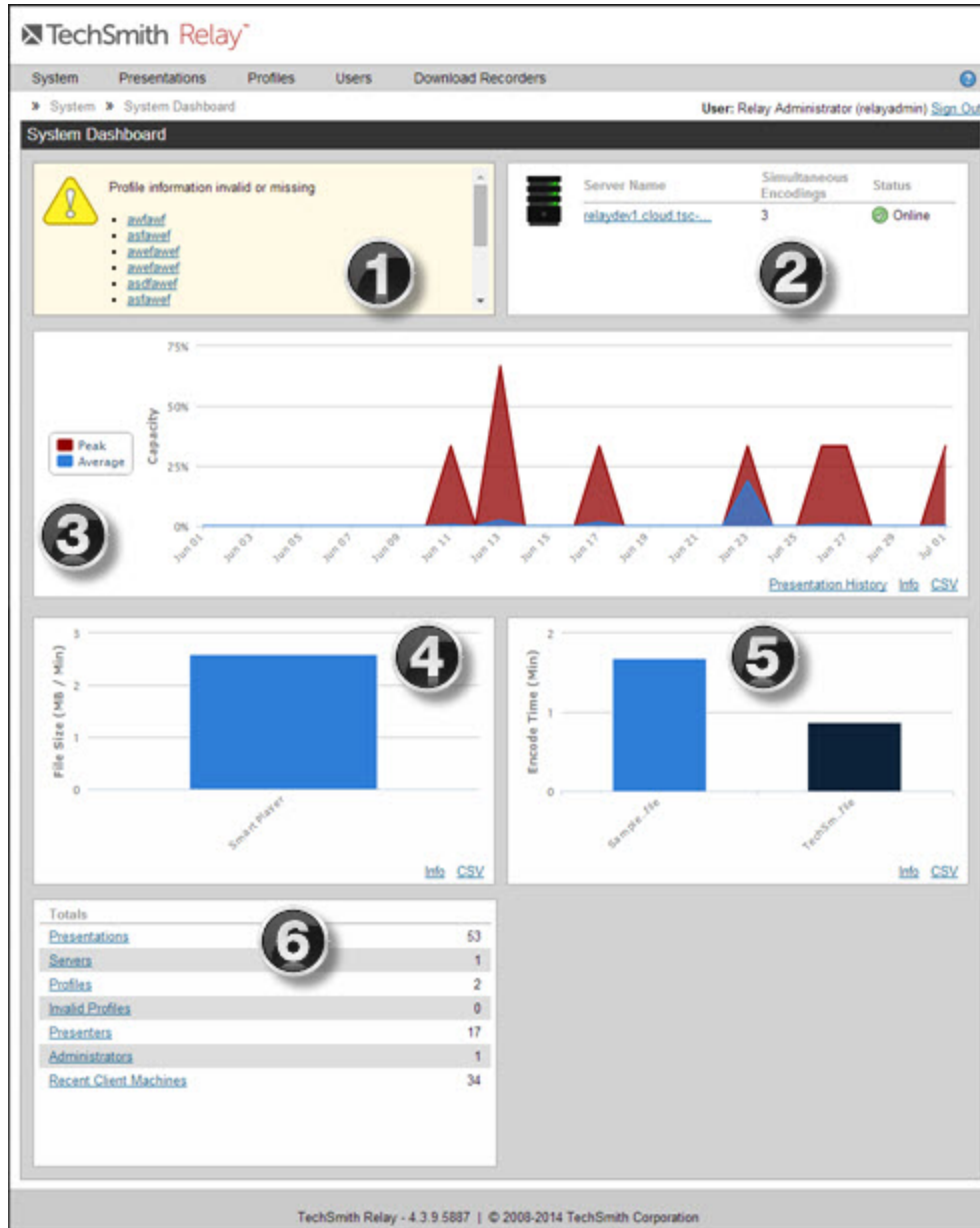 TechSmith Relay™
System Presentations Profiles Users Download Recorders ?
» System » System Dashboard User: Relay Administrator (relayadmin) Sign Out
System Dashboard
Profile information invalid or missing
awfawf
asfawef
awefawef
awefawef
asdfawef
asfawef
1
Server Name Simultaneous Encodings Status
relaydev1.cloud.tsc-... 3 Online
2
75%
50%
25%
0%
Capacity
Peak
Average
3
Jun 01 Jun 03 Jun 05 Jun 07 Jun 09 Jun 11 Jun 13 Jun 15 Jun 17 Jun 19 Jun 21 Jun 23 Jun 25 Jun 27 Jun 29 Jul 01
Presentation History Info CSV
3
2
1
0
File Size (MB / Min)
4
Smart Player
Info CSV
2
1
0
Encode Time (Min)
5
Sample...file TechSm...file
Info CSV
Totals
6
Presentations 53
Servers 1
Profiles 2
Invalid Profiles 0
Presenters 17
Administrators 1
Recent Client Machines 34
TechSmith Relay - 4.3.9.5887 | © 2008-2014 TechSmith Corporation